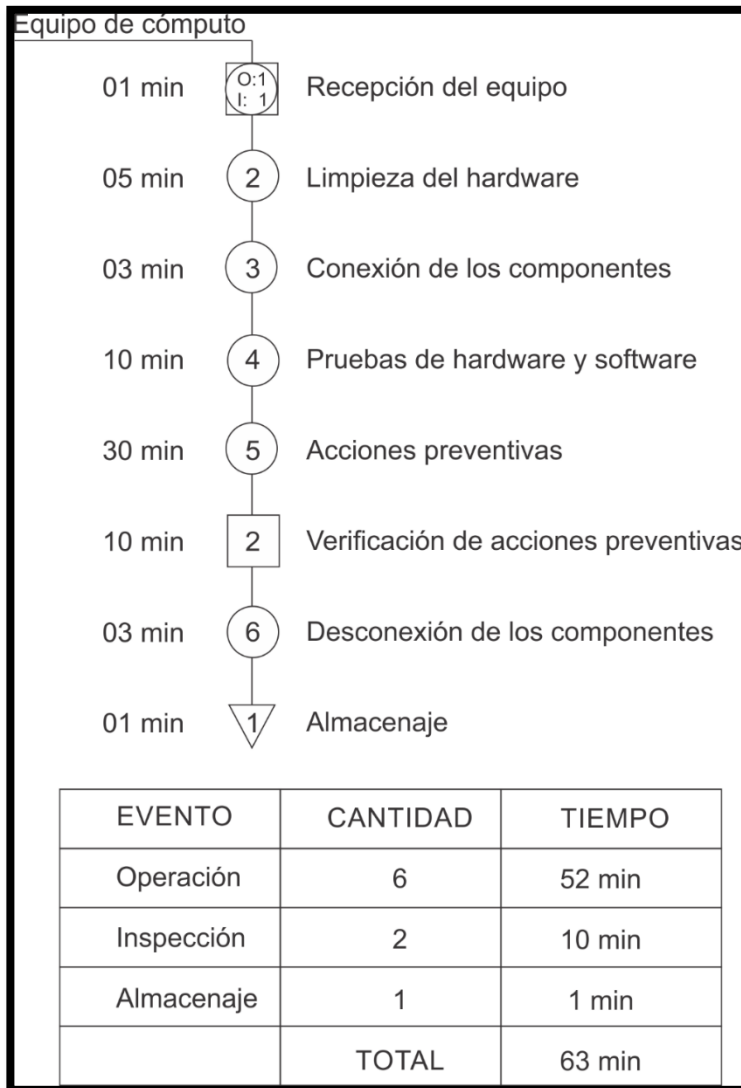 Equipo de cómputo
01 min O:1 I: 1 Recepción del equipo
05 min 2 Limpieza del hardware
03 min 3 Conexión de los componentes
10 min 4 Pruebas de hardware y software
30 min 5 Acciones preventivas
10 min 2 Verificación de acciones preventivas
03 min 6 Desconexión de los componentes
01 min 1 Almacenaje
EVENTO CANTIDAD TIEMPO
Operación 6 52 min
Inspección 2 10 min
Almacenaje 1 1 min
TOTAL 63 min